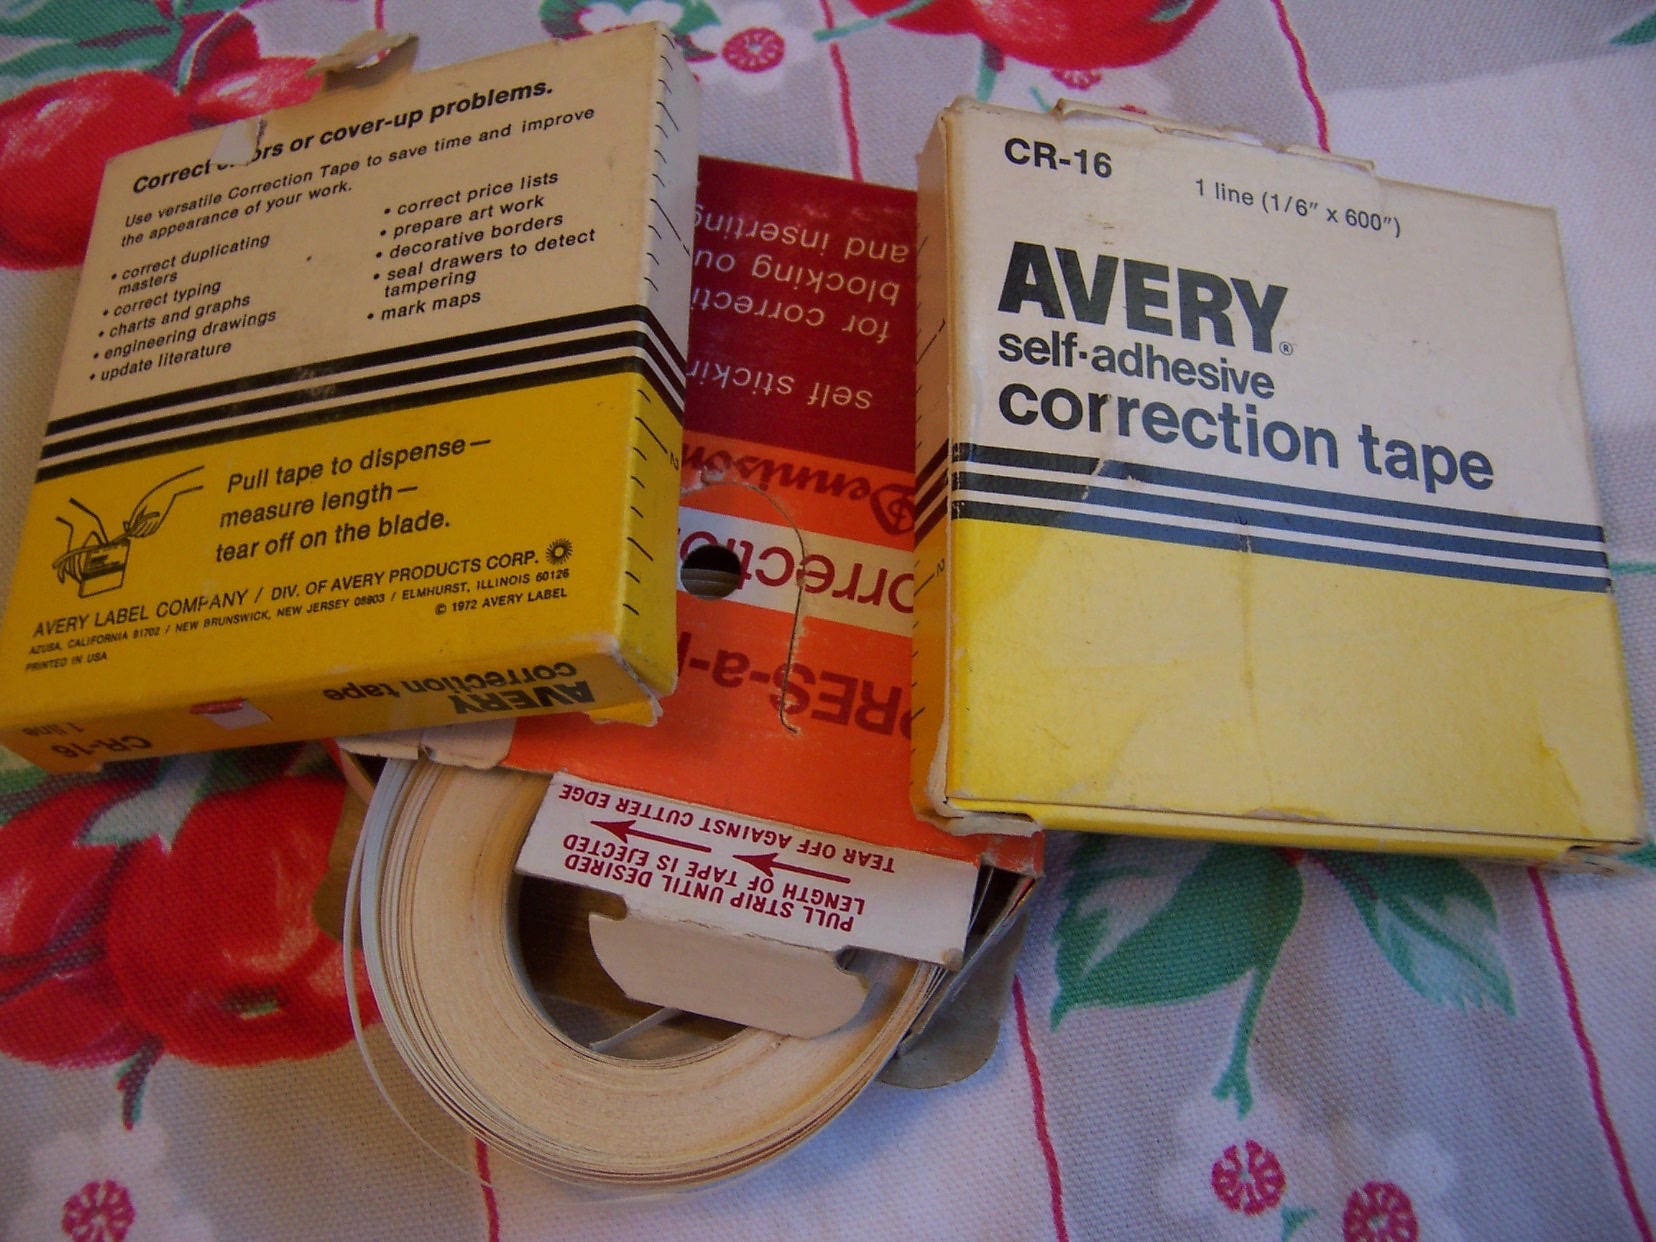 Correct or cover-up problems.
Use versatile Correction Tape to save time and improve
the appearance of your work.
• correct duplicating
masters
• correct typing
• charts and graphs
• engineering drawings
• update literature
• correct price lists
• prepare art work
• decorative borders
• seal drawers to detect
tampering
• mark maps
Pull tape to dispense—
measure length—
tear off on the blade.
AVERY LABEL COMPANY / DIV. OF AVERY PRODUCTS CORP.
AZUSA, CALIFORNIA 91702 / NEW BRUNSWICK, NEW JERSEY 08903 / ELMHURST, ILLINOIS 60126
© 1972 AVERY LABEL
PRINTED IN USA
AVERY
correction tape
CR-16
1 line
2
PRES-a-
orrectio
Dennison
self stickin
for correcti
blocking ou
and inserting
PULL STRIP UNTIL DESIRED
LENGTH OF TAPE IS EJECTED
TEAR OFF AGAINST CUTTER EDGE
CR-16
1 line (1/6" x 600")
AVERY®
self-adhesive
correction tape
1
2